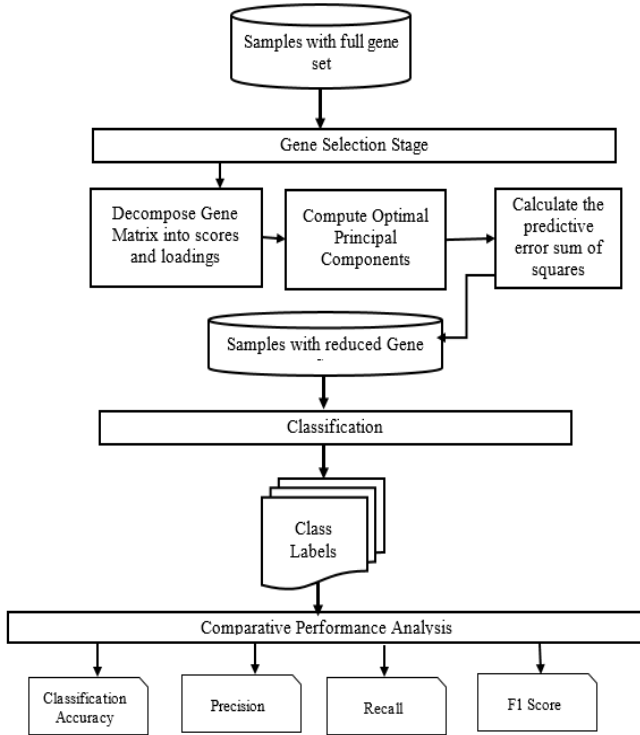 Samples with full gene
set
Gene Selection Stage
Decompose Gene
Matrix into scores
and loadings
Compute Optimal
Principal
Components
Calculate the
predictive
error sum of
squares
Samples with reduced Gene
Classification
Class
Labels
Comparative Performance Analysis
Classification
Accuracy
Precision
Recall
F1 Score